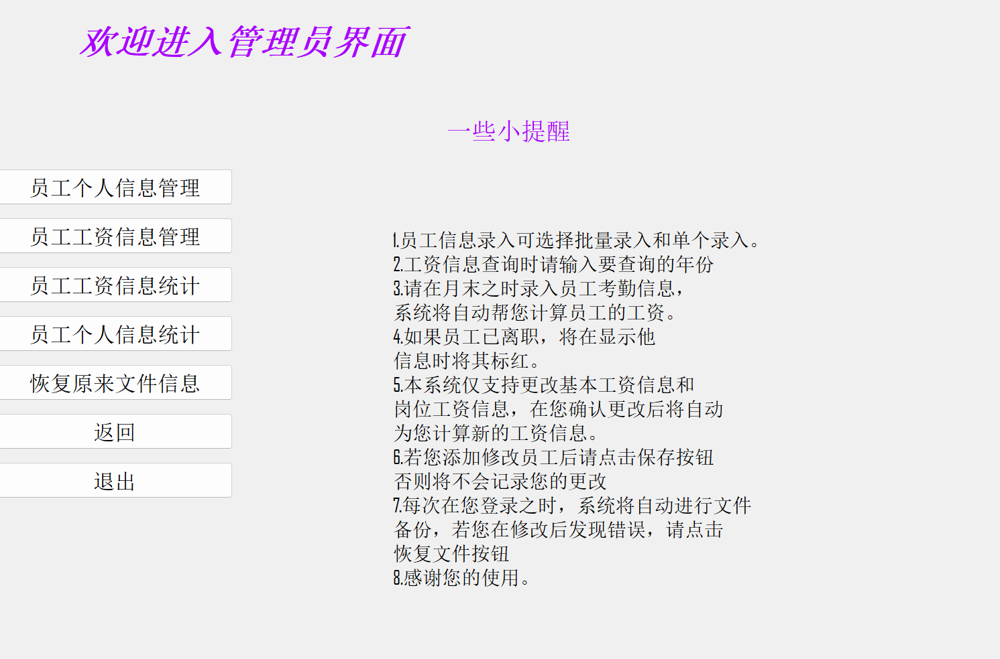 欢迎进入管理员界面
一些小提醒
员工个人信息管理
员工工资信息管理
员工工资信息统计
员工个人信息统计
恢复原来文件信息
返回
退出
1.员工信息录入可选择批量录入和单个录入。
2.工资信息查询时请输入要查询的年份
3.请在月末之时录入员工考勤信息，
系统将自动帮您计算员工的工资。
4.如果员工已离职，将在显示他
信息时将其标红。
5.本系统仅支持更改基本工资信息和
岗位工资信息，在您确认更改后将自动
为您计算新的工资信息。
6.若您添加修改员工后请点击保存按钮
否则将不会记录您的更改
7.每次在您登录之时，系统将自动进行文件
备份，若您在修改后发现错误，请点击
恢复文件按钮
8.感谢您的使用。